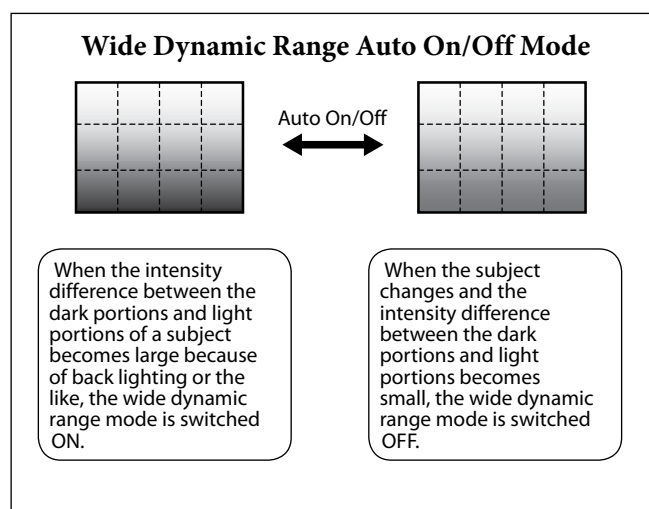 Wide Dynamic Range Auto On/Off Mode
Auto On/Off
When the intensity
difference between the
dark portions and light
portions of a subject
becomes large because
of back lighting or the
like, the wide dynamic
range mode is switched
ON.
When the subject
changes and the
intensity difference
between the dark
portions and light
portions becomes
small, the wide dynamic
range mode is switched
OFF.